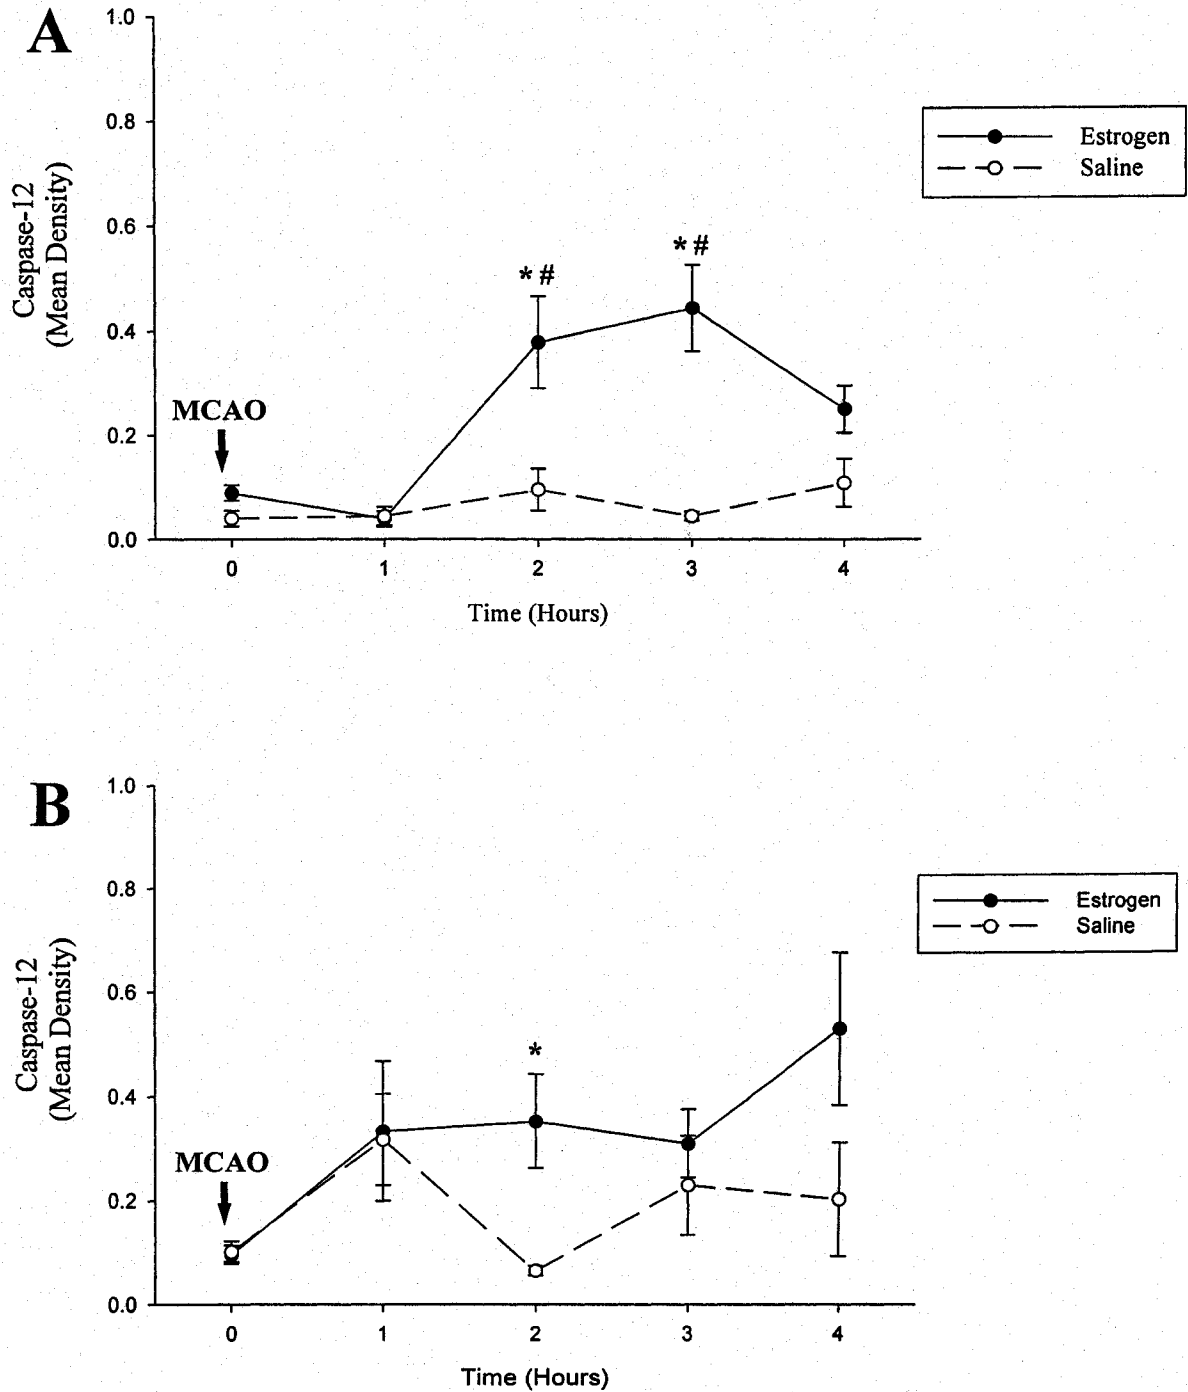 A
1.0
0.8
0.6
0.4
0.2
0.0
Caspase-12
(Mean Density)
Estrogen
Saline
* #
* #
MCAO
0 1 2 3 4
Time (Hours)
B
1.0
0.8
0.6
0.4
0.2
0.0
Caspase-12
(Mean Density)
Estrogen
Saline
*
MCAO
0 1 2 3 4
Time (Hours)